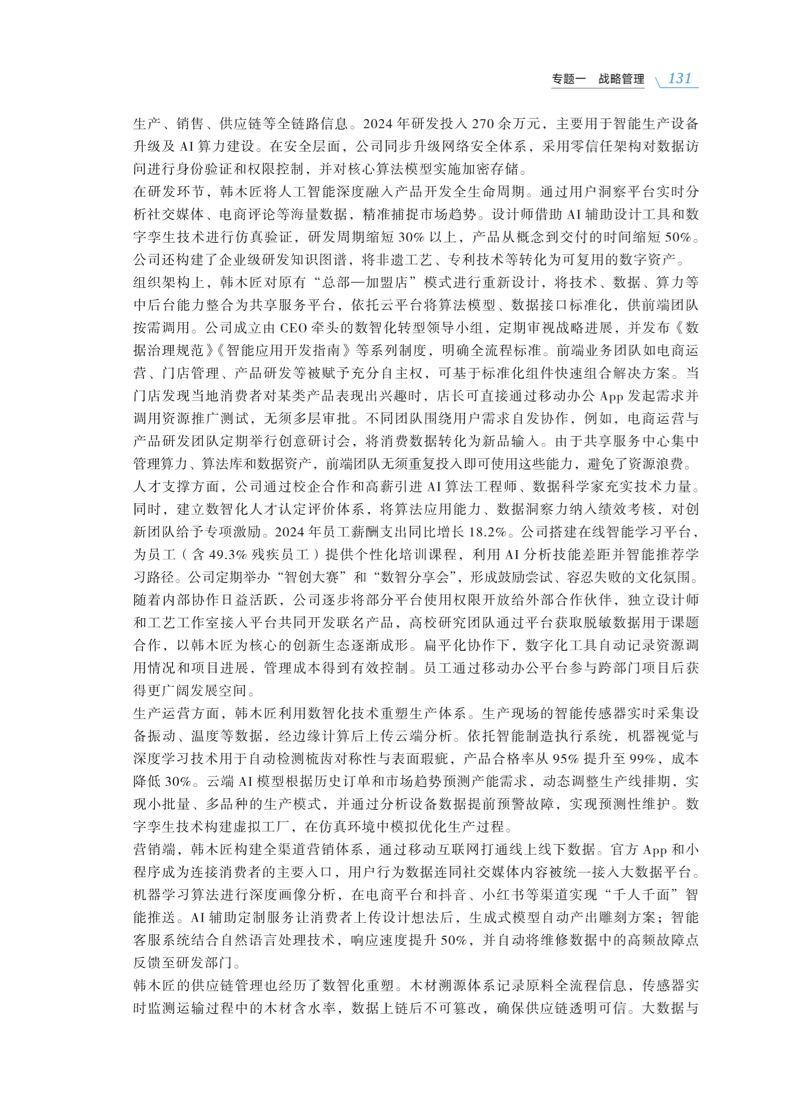 专题一　战略管理　131
生产、销售、供应链等全链路信息。2024 年研发投入 270 余万元，主要用于智能生产设备
升级及 AI 算力建设。在安全层面，公司同步升级网络安全体系，采用零信任架构对数据访
问进行身份验证和权限控制，并对核心算法模型实施加密存储。
在研发环节，韩木匠将人工智能深度融入产品开发全生命周期。通过用户洞察平台实时分
析社交媒体、电商评论等海量数据，精准捕捉市场趋势。设计师借助 AI 辅助设计工具和数
字孪生技术进行仿真验证，研发周期缩短 30% 以上，产品从概念到交付的时间缩短 50%。
公司还构建了企业级研发知识图谱，将非遗工艺、专利技术等转化为可复用的数字资产。
组织架构上，韩木匠对原有“总部—加盟店”模式进行重新设计，将技术、数据、算力等
中后台能力整合为共享服务平台，依托云平台将算法模型、数据接口标准化，供前端团队
按需调用。公司成立由 CEO 牵头的数智化转型领导小组，定期审视战略进展，并发布《数
据治理规范》《智能应用开发指南》等系列制度，明确全流程标准。前端业务团队如电商运
营、门店管理、产品研发等被赋予充分自主权，可基于标准化组件快速组合解决方案。当
门店发现当地消费者对某类产品表现出兴趣时，店长可直接通过移动办公 App 发起需求并
调用资源推广测试，无须多层审批。不同团队围绕用户需求自发协作，例如，电商运营与
产品研发团队定期举行创意研讨会，将消费数据转化为新品输入。由于共享服务中心集中
管理算力、算法库和数据资产，前端团队无须重复投入即可使用这些能力，避免了资源浪费。
人才支撑方面，公司通过校企合作和高薪引进 AI 算法工程师、数据科学家充实技术力量。
同时，建立数智化人才认定评价体系，将算法应用能力、数据洞察力纳入绩效考核，对创
新团队给予专项激励。2024 年员工薪酬支出同比增长 18.2%。公司搭建在线智能学习平台，
为员工（含 49.3% 残疾员工）提供个性化培训课程，利用 AI 分析技能差距并智能推荐学
习路径。公司定期举办“智创大赛”和“数智分享会”，形成鼓励尝试、容忍失败的文化氛围。
随着内部协作日益活跃，公司逐步将部分平台使用权限开放给外部合作伙伴，独立设计师
和工艺工作室接入平台共同开发联名产品，高校研究团队通过平台获取脱敏数据用于课题
合作，以韩木匠为核心的创新生态逐渐成形。扁平化协作下，数字化工具自动记录资源调
用情况和项目进展，管理成本得到有效控制。员工通过移动办公平台参与跨部门项目后获
得更广阔发展空间。
生产运营方面，韩木匠利用数智化技术重塑生产体系。生产现场的智能传感器实时采集设
备振动、温度等数据，经边缘计算后上传云端分析。依托智能制造执行系统，机器视觉与
深度学习技术用于自动检测梳齿对称性与表面瑕疵，产品合格率从 95% 提升至 99%，成本
降低 30%。云端 AI 模型根据历史订单和市场趋势预测产能需求，动态调整生产线排期，实
现小批量、多品种的生产模式，并通过分析设备数据提前预警故障，实现预测性维护。数
字孪生技术构建虚拟工厂，在仿真环境中模拟优化生产过程。
营销端，韩木匠构建全渠道营销体系，通过移动互联网打通线上线下数据。官方 App 和小
程序成为连接消费者的主要入口，用户行为数据连同社交媒体内容被统一接入大数据平台。
机器学习算法进行深度画像分析，在电商平台和抖音、小红书等渠道实现“千人千面”智
能推送。AI 辅助定制服务让消费者上传设计想法后，生成式模型自动产出雕刻方案；智能
客服系统结合自然语言处理技术，响应速度提升 50%，并自动将维修数据中的高频故障点
反馈至研发部门。
韩木匠的供应链管理也经历了数智化重塑。木材溯源体系记录原料全流程信息，传感器实
时监测运输过程中的木材含水率，数据上链后不可篡改，确保供应链透明可信。大数据与